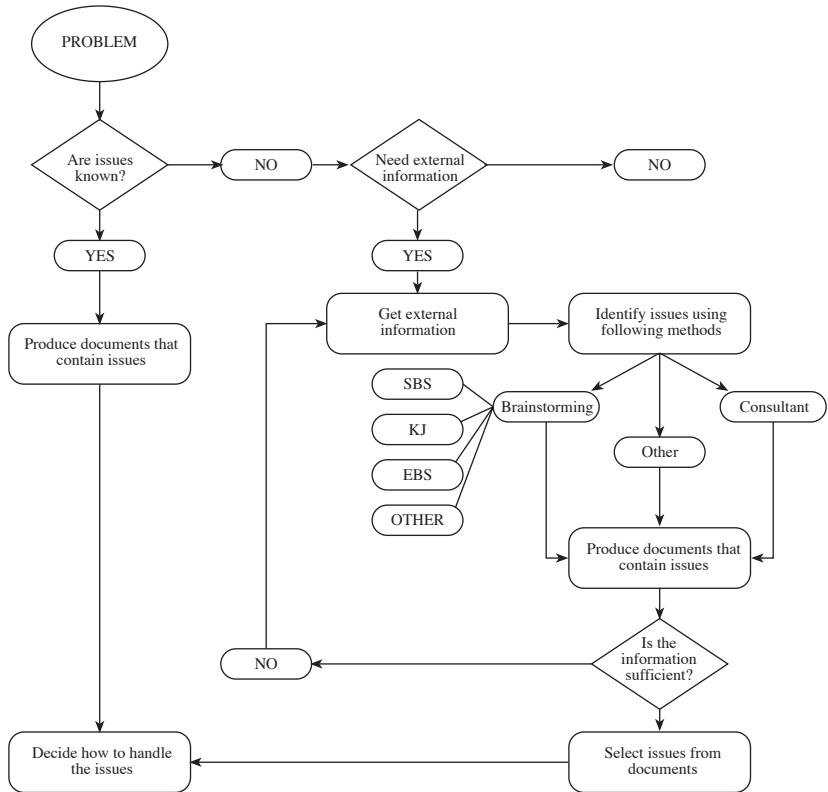 PROBLEM
Are issues
known?
NO
Need external
information
NO
YES
YES
Produce documents that
contain issues
Get external
information
Identify issues using
following methods
SBS
KJ
EBS
OTHER
Brainstorming
Other
Consultant
Produce documents that
contain issues
Is the
information
sufficient?
NO
Decide how to handle
the issues
Select issues from
documents